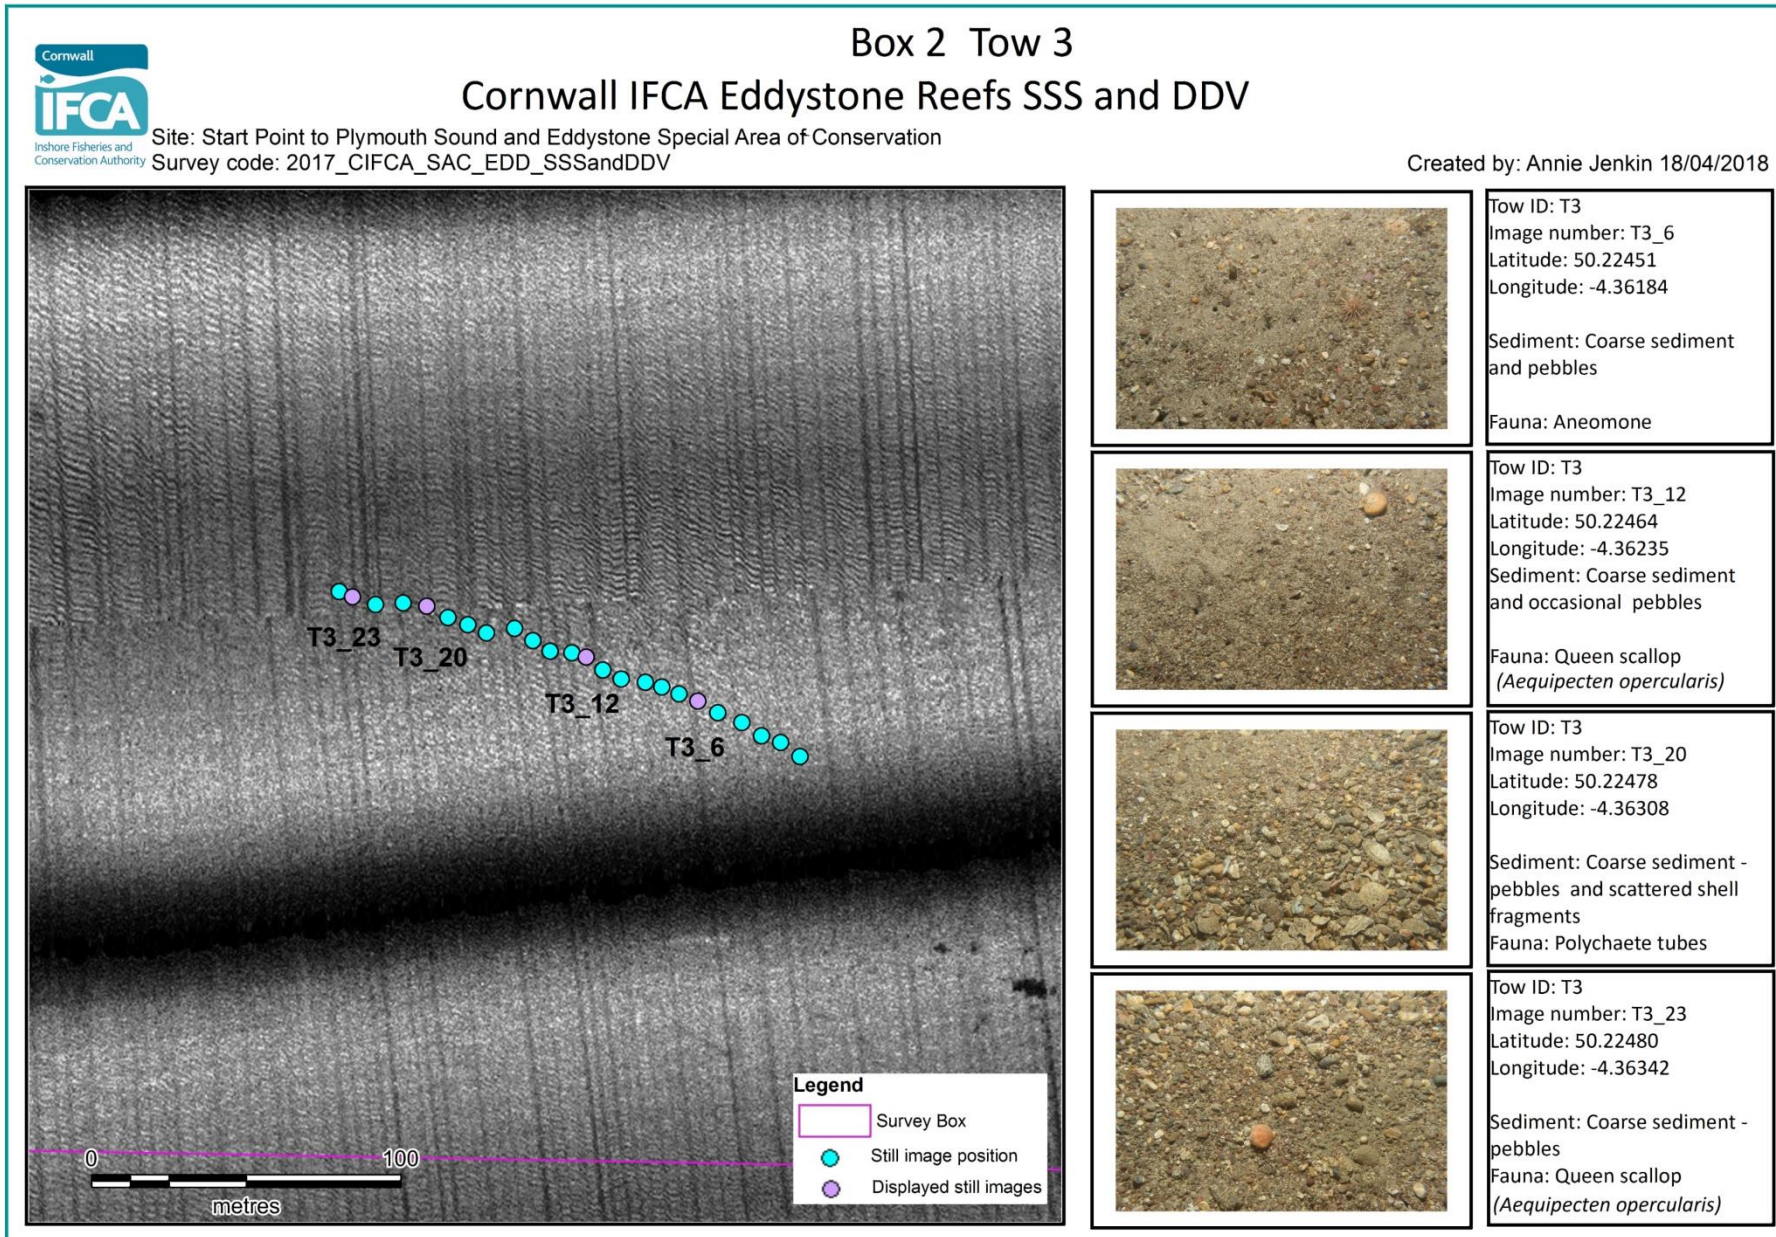 Box 2 Tow 3
Cornwall IFCA Eddystone Reefs SSS and DDV
Cornwall
IFCA
Inshore Fisheries and
Conservation Authority
Site: Start Point to Plymouth Sound and Eddystone Special Area of Conservation
Survey code: 2017_CIFCA_SAC_EDD_SSSandDDV
Created by: Annie Jenkin 18/04/2018
T3_23
T3_20
T3_12
T3_6
0
100
metres
Legend
Survey Box
Still image position
Displayed still images
Tow ID: T3
Image number: T3_6
Latitude: 50.22451
Longitude: -4.36184
Sediment: Coarse sediment
and pebbles
Fauna: Aneomone
Tow ID: T3
Image number: T3_12
Latitude: 50.22464
Longitude: -4.36235
Sediment: Coarse sediment
and occasional pebbles
Fauna: Queen scallop
(Aequipecten opercularis)
Tow ID: T3
Image number: T3_20
Latitude: 50.22478
Longitude: -4.36308
Sediment: Coarse sediment -
pebbles and scattered shell
fragments
Fauna: Polychaete tubes
Tow ID: T3
Image number: T3_23
Latitude: 50.22480
Longitude: -4.36342
Sediment: Coarse sediment -
pebbles
Fauna: Queen scallop
(Aequipecten opercularis)